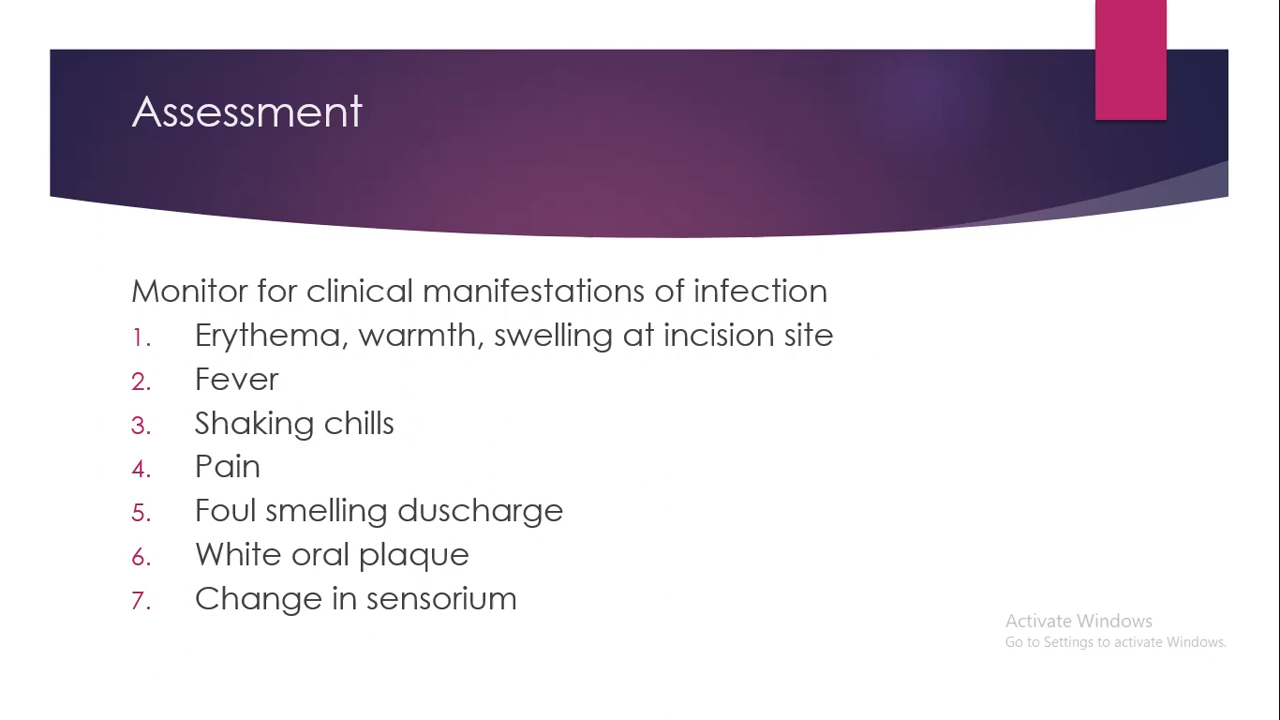 Assessment
Monitor for clinical manifestations of infection
1. Erythema, warmth, swelling at incision site
2. Fever
3. Shaking chills
4. Pain
5. Foul smelling duscharge
6. White oral plaque
7. Change in sensorium
Activate Windows
Go to Settings to activate Windows.